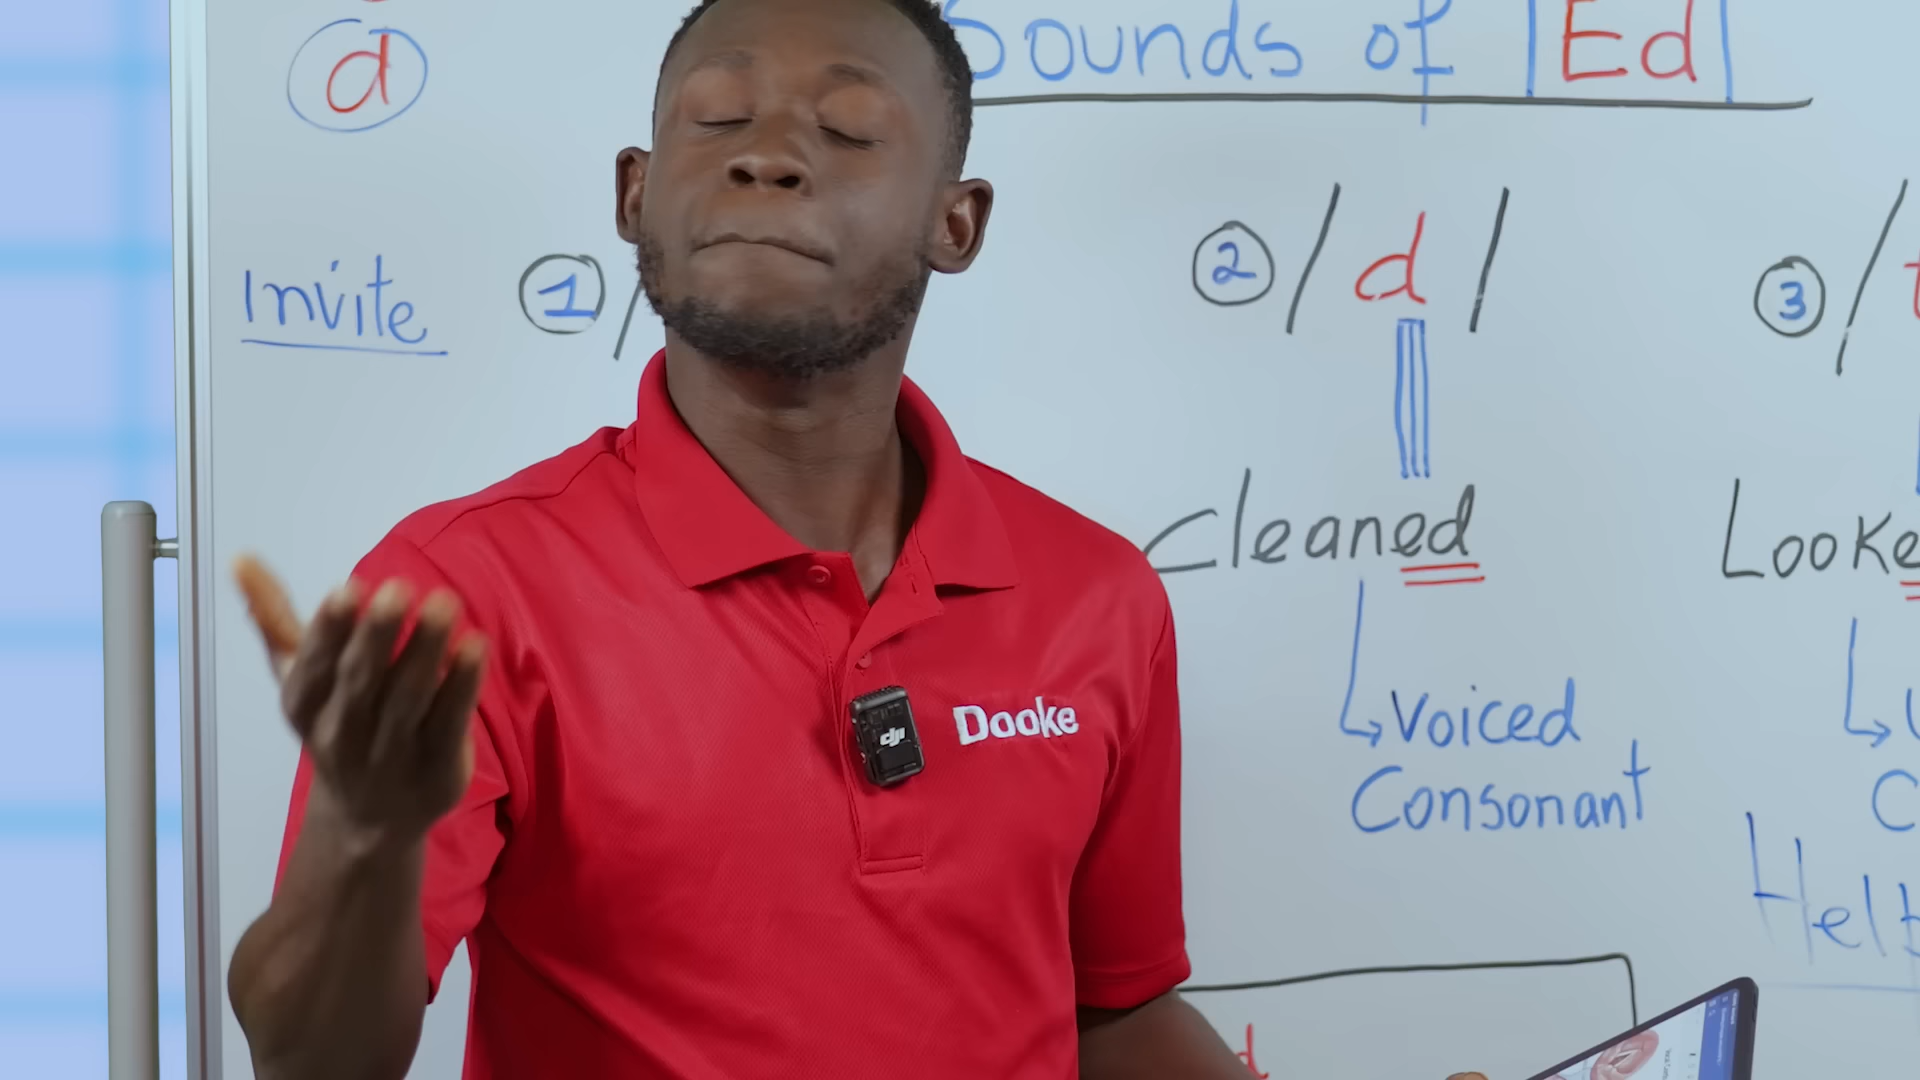 Sounds of |Ed|
d
Invite
1 /
2 / d /
3 /
Cleaned
Voiced
Consonant
Dooke
dji
d